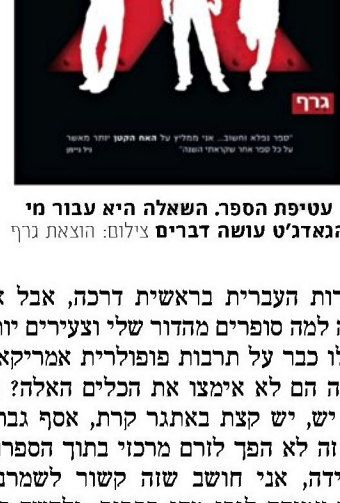 גרף
"ספר נפלא וחשוב... אני ממליץ על האח הקטן יותר מאשר
על כל ספר אחר שקראתי השנה"
ניל גיימן
עטיפת הספר. השאלה היא עבור מי
הגאדג'ט עושה דברים צילום: הוצאת גרף
רות העברית בראשית דרכה, אבל א
ה למה סופרים מהדור שלי וצעירים יו
לו כבר על תרבות פופולרית אמריקא
ה הם לא אימצו את הכלים האלה?
יש, יש קצת באתגר קרת, אסף גבר
זה לא הפך לזרם מרכזי בתוך הספרו
ידה, אני חושב שזה קשור לשמרנ